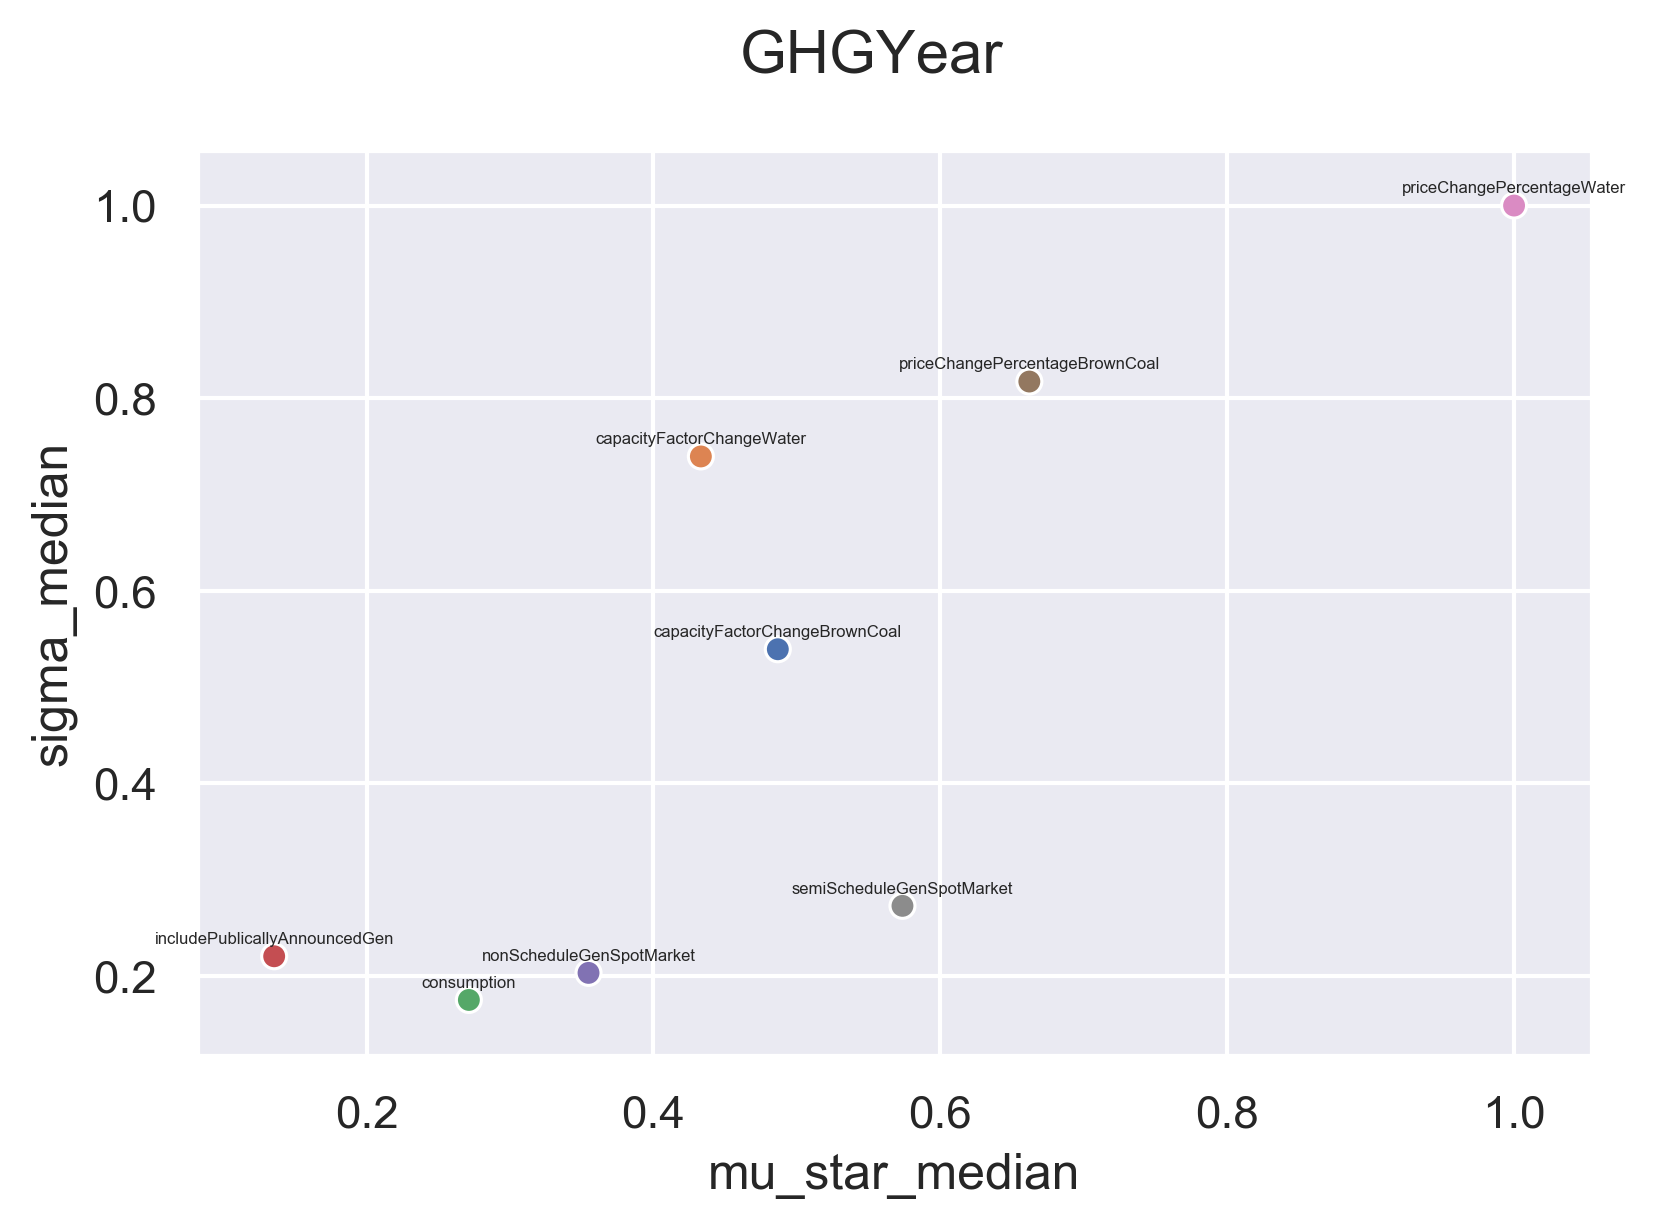 GHGYear
priceChangePercentageWater
1.0
priceChangePercentageBrownCoal
0.8
capacityFactorChangeWater
0.6
capacityFactorChangeBrownCoal
sigma_median
0.4
semiScheduleGenSpotMarket
includePublicallyAnnouncedGen
nonScheduleGenSpotMarket
0.2
consumption
0.2 0.4 0.6 0.8 1.0
mu_star_median